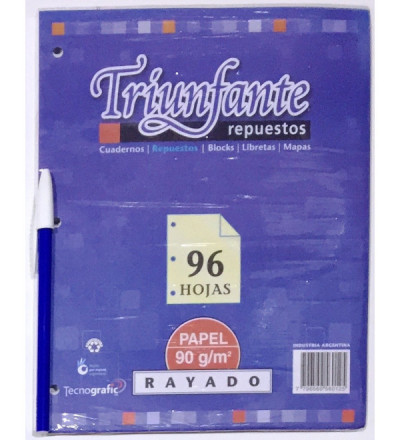 Triunfante
repuestos
Cuadernos | Repuestos | Blocks | Libretas | Mapas
96
HOJAS
PAPEL
90 g/m²
INDUSTRIA ARGENTINA
Tecnografic
RAYADO